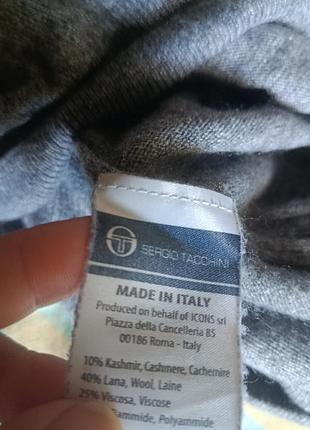 SERGIO TACCHINI
MADE IN ITALY
Produced on behalf of ICONS srl
Piazza della Cancelleria 85
00186 Roma - Italy
10% Kashmir, Cashmere, Cachemire
40% Lana, Wool, Laine
25% Viscosa, Viscose
Polyamide